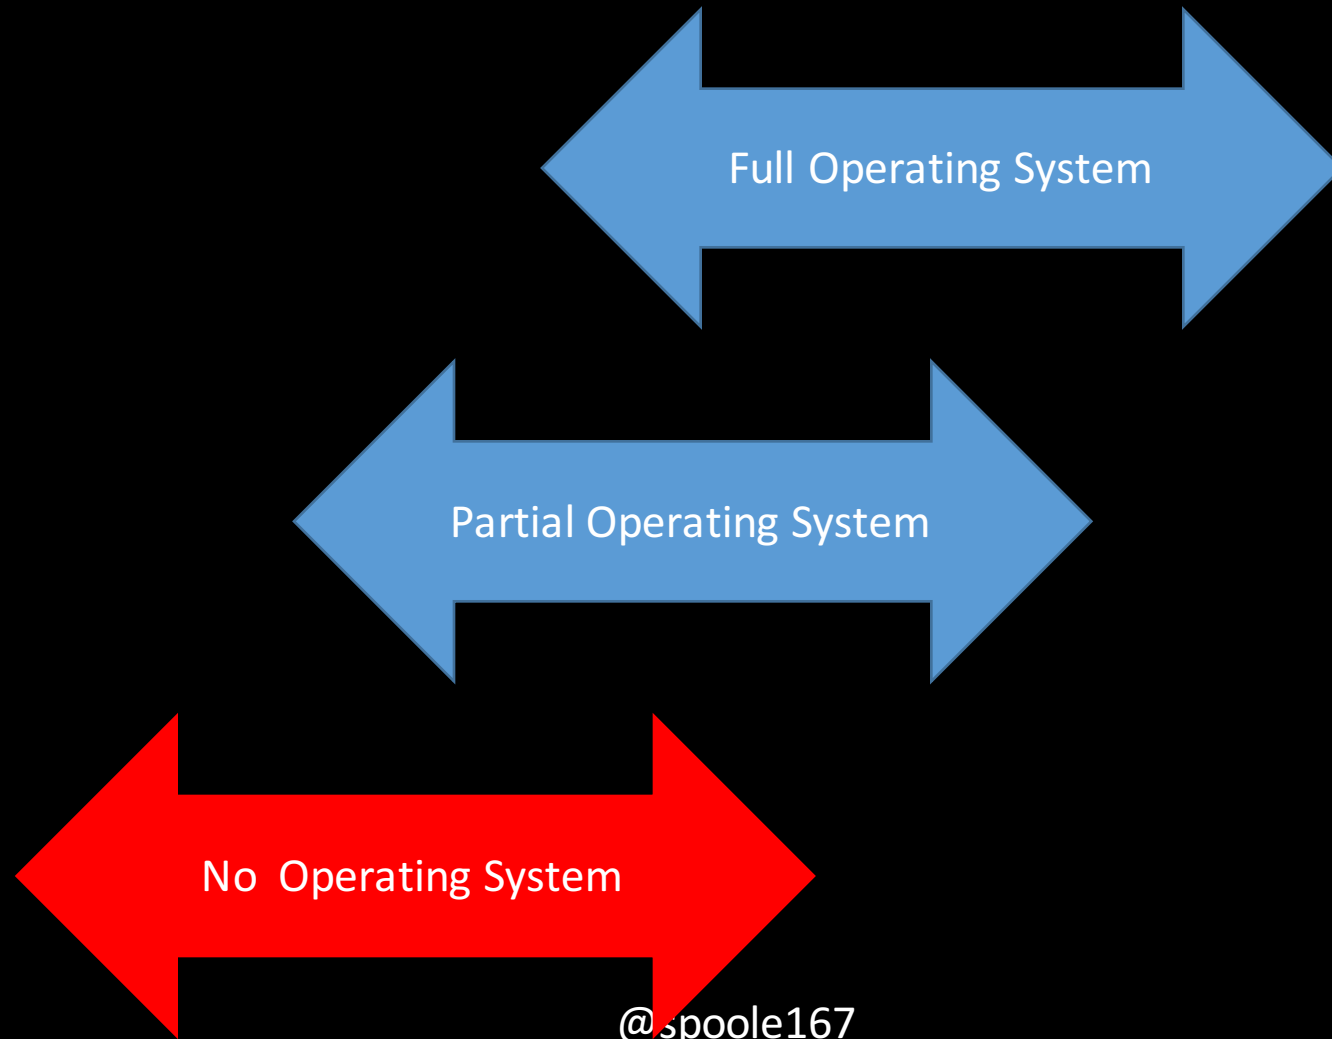 Full Operating System
Partial Operating System
No Operating System
@spoole167